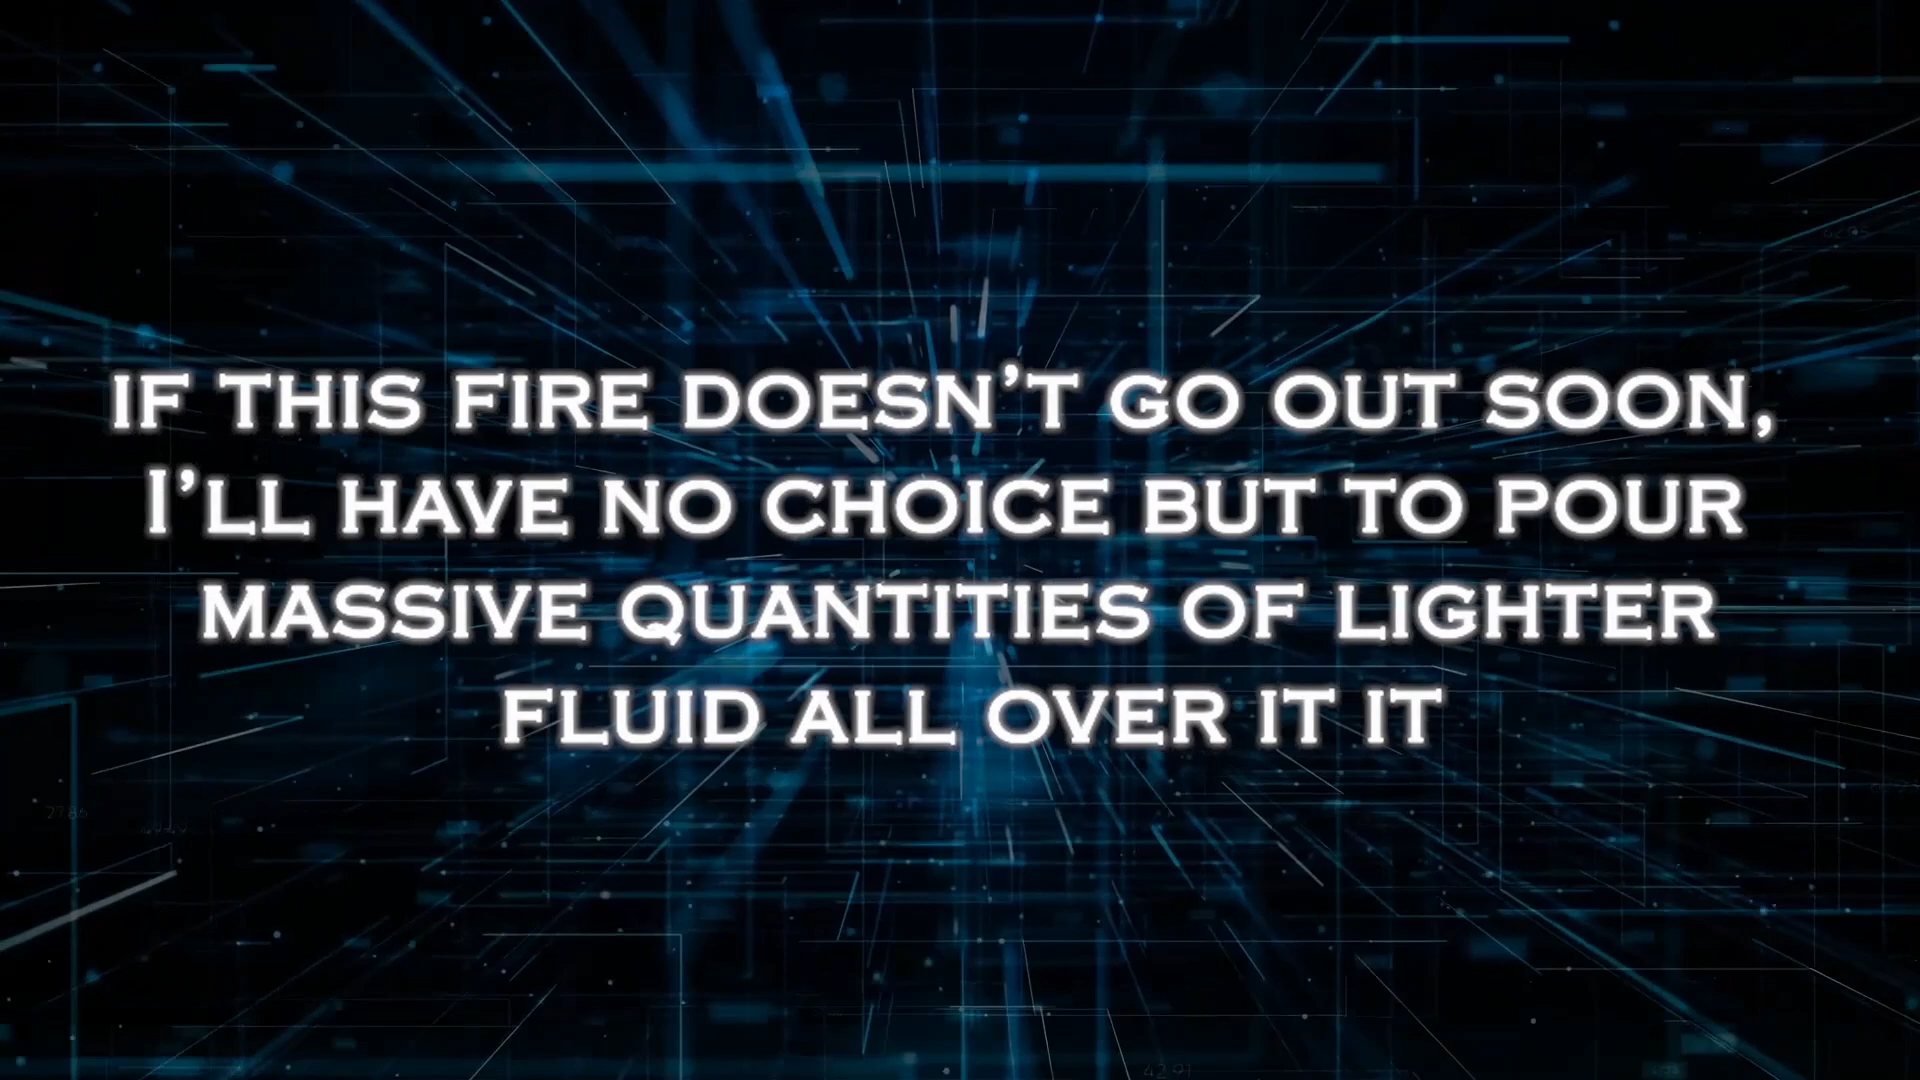 IF THIS FIRE DOESN'T GO OUT SOON,
I'LL HAVE NO CHOICE BUT TO POUR
MASSIVE QUANTITIES OF LIGHTER
FLUID ALL OVER IT IT